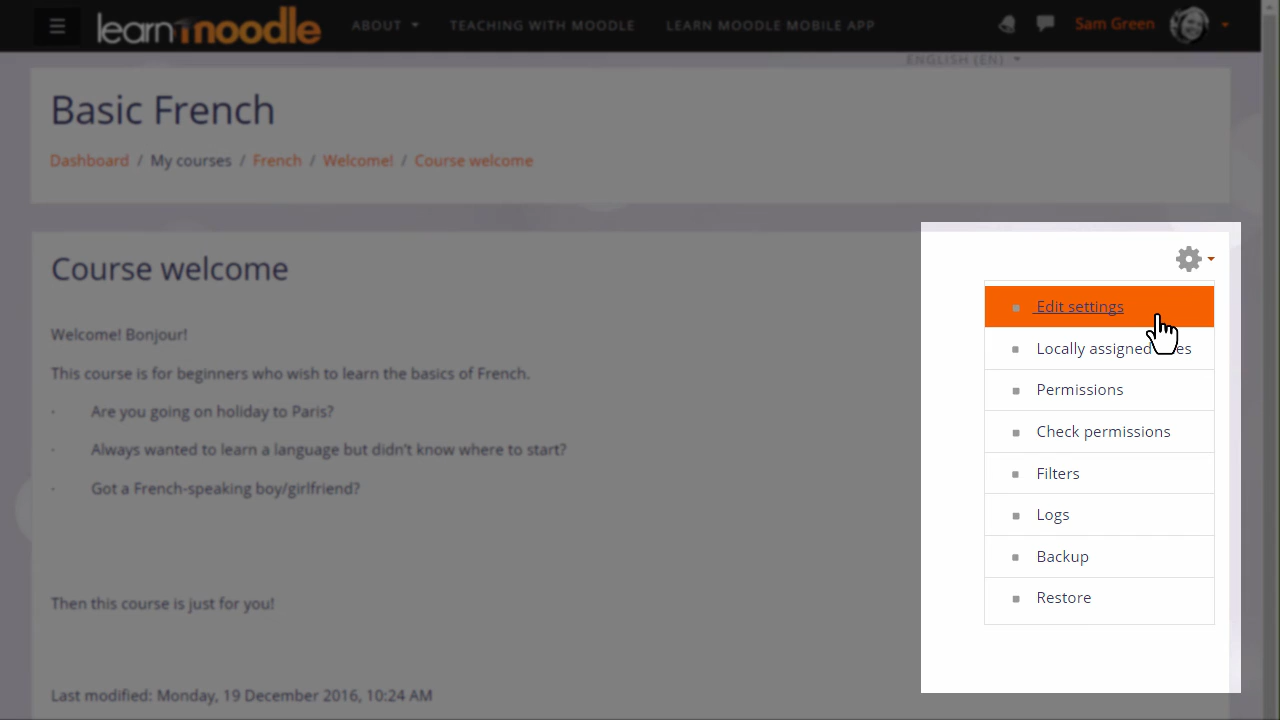 learn moodle ABOUT TEACHING WITH MOODLE LEARN MOODLE MOBILE APP Sam Green
ENGLISH (EN)
Basic French
Dashboard / My courses / French / Welcome! / Course welcome
Course welcome
Welcome! Bonjour!
This course is for beginners who wish to learn the basics of French.
· Are you going on holiday to Paris?
· Always wanted to learn a language but didn't know where to start?
· Got a French-speaking boy/girlfriend?
Then this course is just for you!
Last modified: Monday, 19 December 2016, 10:24 AM
Edit settings
Locally assigned
Permissions
Check permissions
Filters
Logs
Backup
Restore